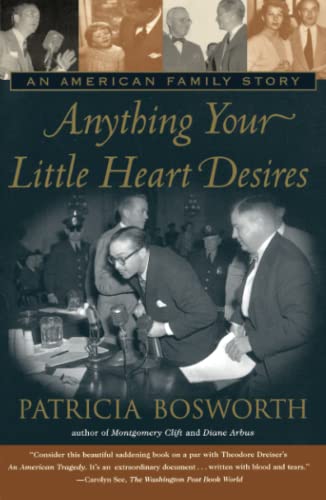 AN AMERICAN FAMILY STORY
Anything Your
Little Heart Desires
PATRICIA BOSWORTH
author of Montgomery Clift and Diane Arbus
"Consider this beautiful saddening book on a par with Theodore Dreiser's
An American Tragedy. It's an extraordinary document . . . written with blood and tears."
—Carolyn See, The Washington Post Book World